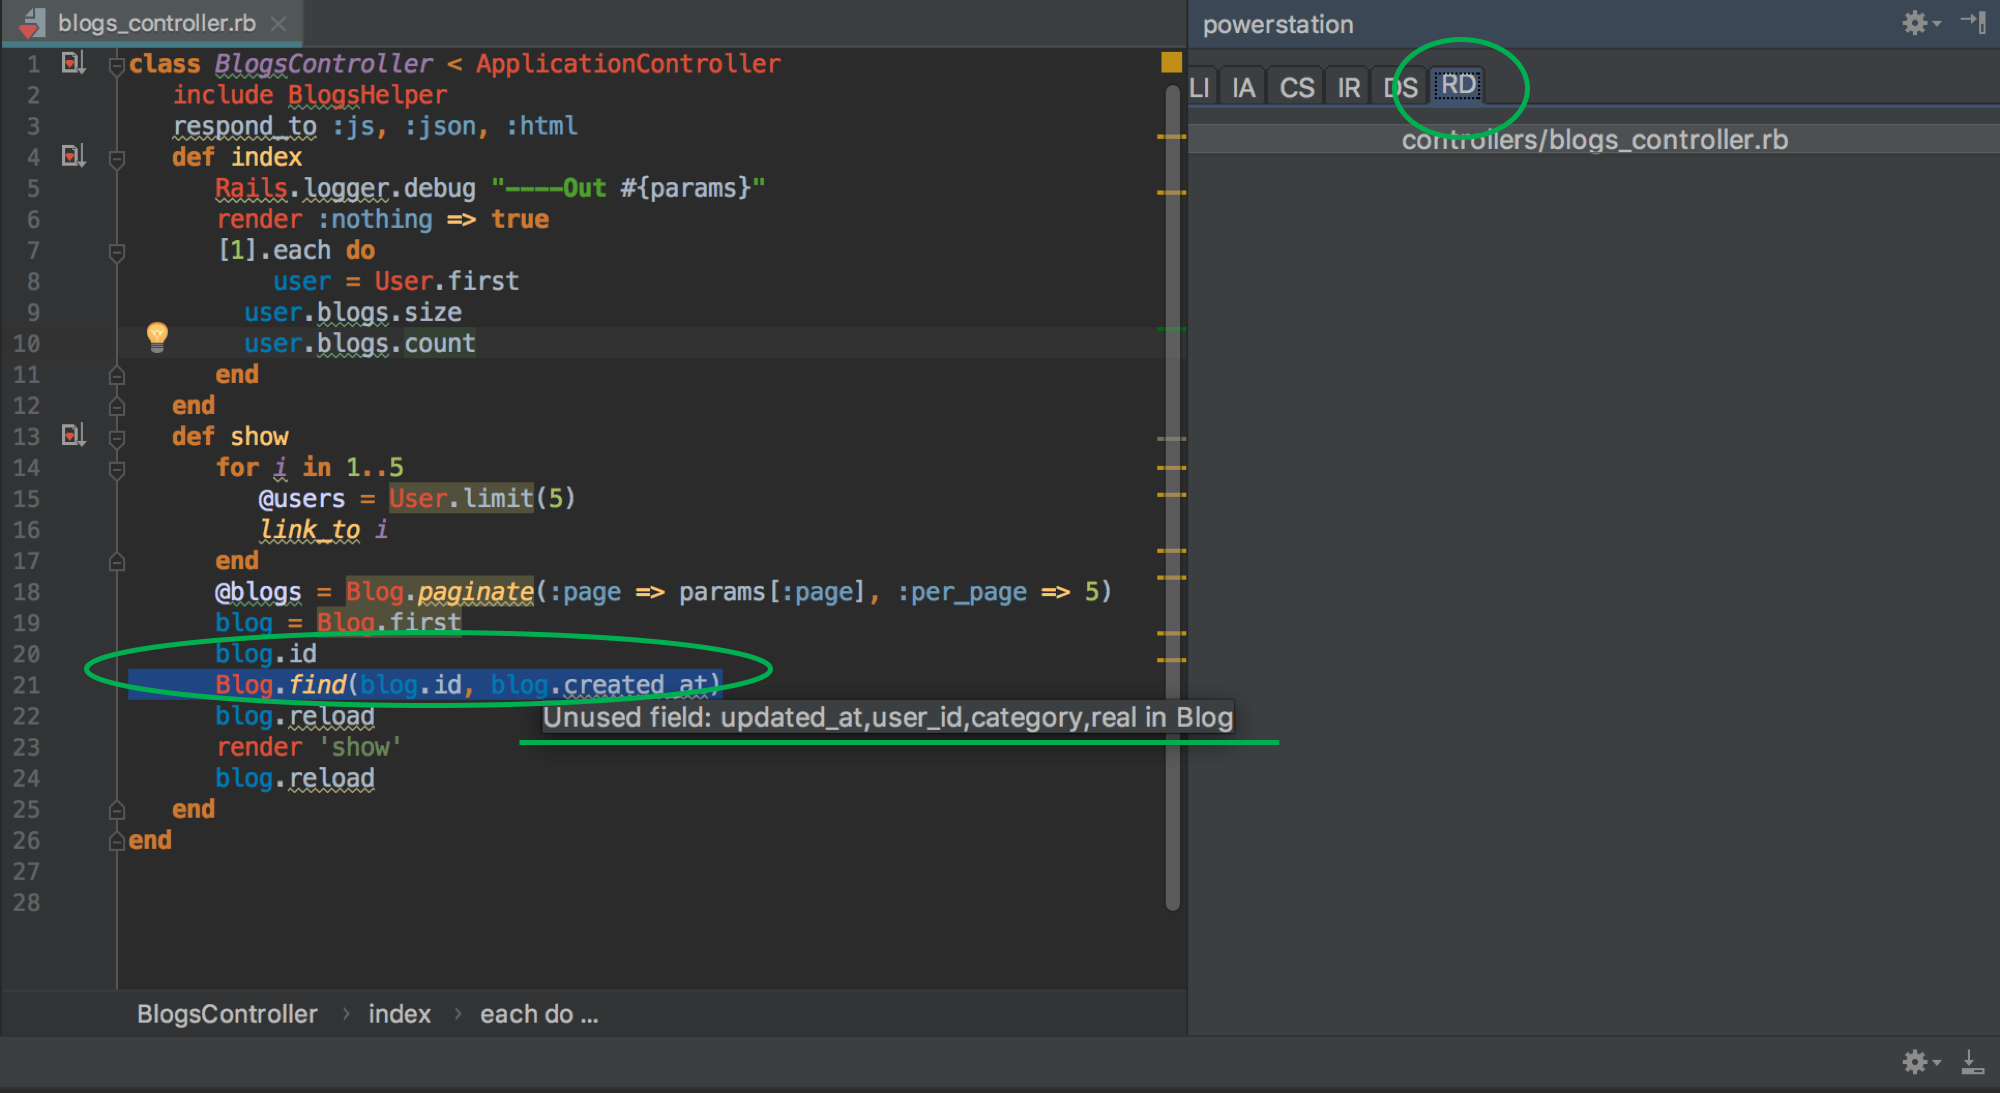 blogs_controller.rb
powerstation
LI IA CS IR DS RD
controllers/blogs_controller.rb
1 class BlogsController < ApplicationController
2 include BlogsHelper
3 respond_to :js, :json, :html
4 def index
5 Rails.logger.debug "----Out #{params}"
6 render :nothing => true
7 [1].each do
8 user = User.first
9 user.blogs.size
10 user.blogs.count
11 end
12 end
13 def show
14 for i in 1..5
15 @users = User.limit(5)
16 link_to i
17 end
18 @blogs = Blog.paginate(:page => params[:page], :per_page => 5)
19 blog = Blog.first
20 blog.id
21 Blog.find(blog.id, blog.created_at)
22 blog.reload
Unused field: updated_at,user_id,category,real in Blog
23 render 'show'
24 blog.reload
25 end
26 end
27
28
BlogsController › index › each do ...